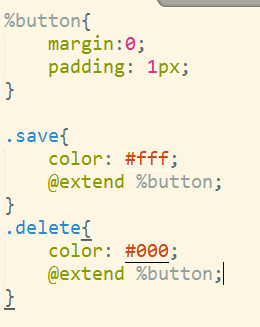 %button{
    margin:0;
    padding: 1px;
}

.save{
    color: #fff;
    @extend %button;
}
.delete{
    color: #000;
    @extend %button;
}